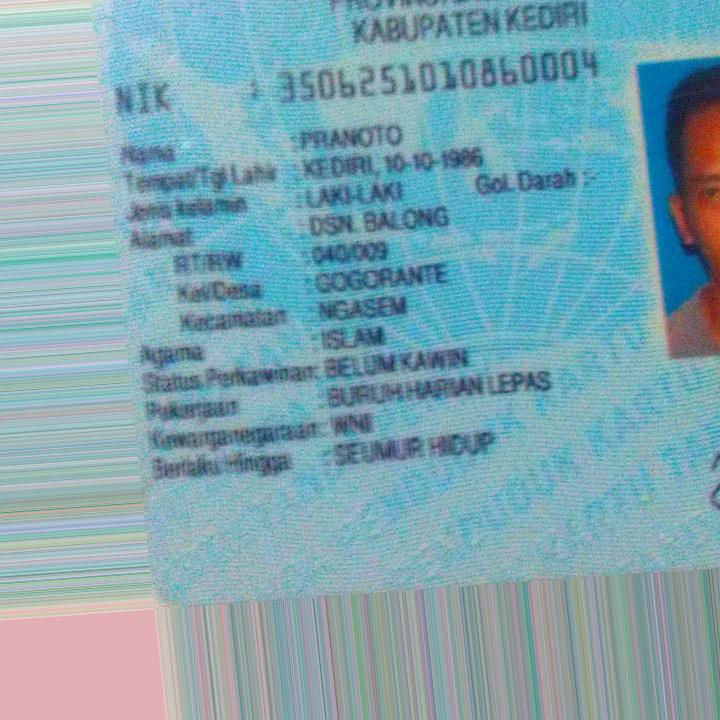 KABUPATEN KEDIRI
NIK : 3506251010860004
Nama : PRANOTO
Tempat/Tgl Lahir : KEDIRI, 10-10-1986
Jenis kelamin : LAKI-LAKI Gol. Darah :-
Alamat : DSN. BALONG
RT/RW : 040/009
Kel/Desa : GOGORANTE
Kecamatan : NGASEM
Agama : ISLAM
Status Perkawinan: BELUM KAWIN
Pekerjaan : BURUH HARIAN LEPAS
Kewarganegaraan: WNI
Berlaku Hingga : SEUMUR HIDUP